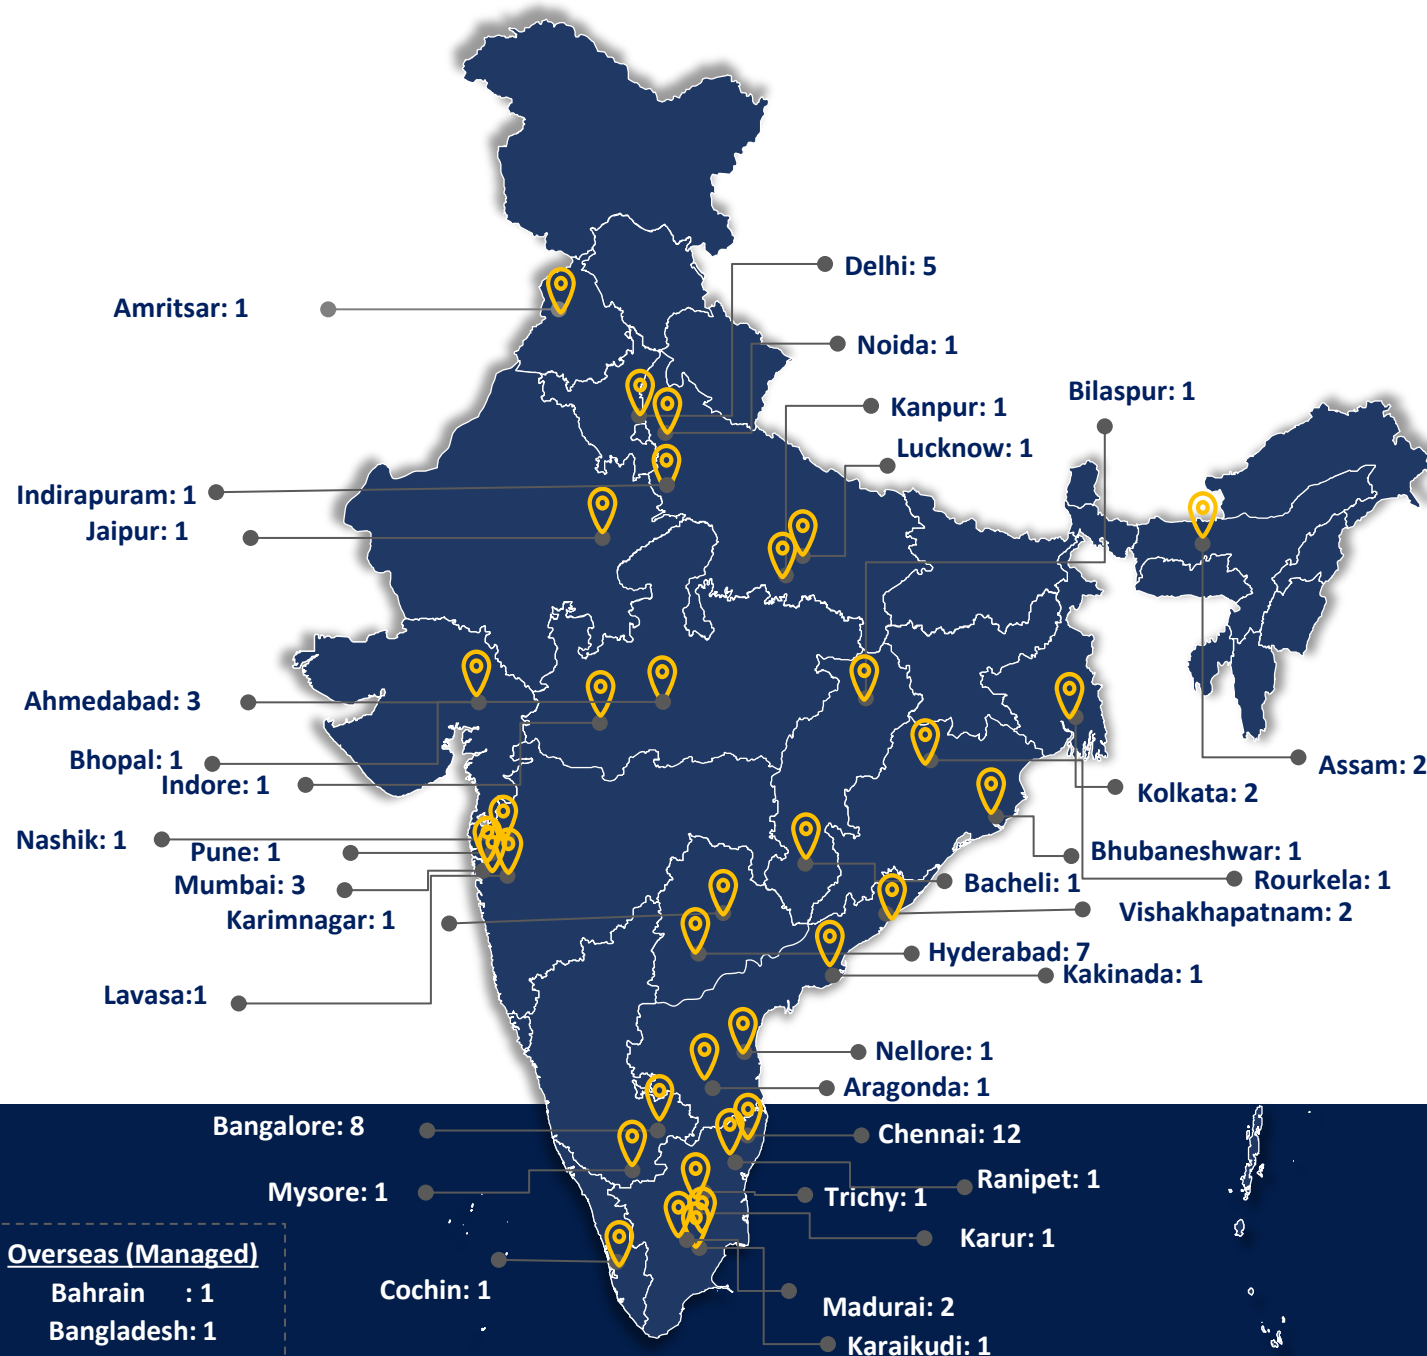 Delhi: 5
Amritsar: 1
Noida: 1
Bilaspur: 1
Kanpur: 1
Lucknow: 1
Indirapuram: 1
Jaipur: 1
Ahmedabad: 3
Bhopal: 1
Assam: 2
Indore: 1
Kolkata: 2
Nashik: 1
Pune: 1
Bhubaneshwar: 1
Mumbai: 3
Bacheli: 1
Rourkela: 1
Karimnagar: 1
Vishakhapatnam: 2
Hyderabad: 7
Kakinada: 1
Lavasa:1
Nellore: 1
Aragonda: 1
Bangalore: 8
Chennai: 12
Ranipet: 1
Mysore: 1
Trichy: 1
Karur: 1
Overseas (Managed)
Bahrain : 1
Bangladesh: 1
Cochin: 1
Madurai: 2
Karaikudi: 1